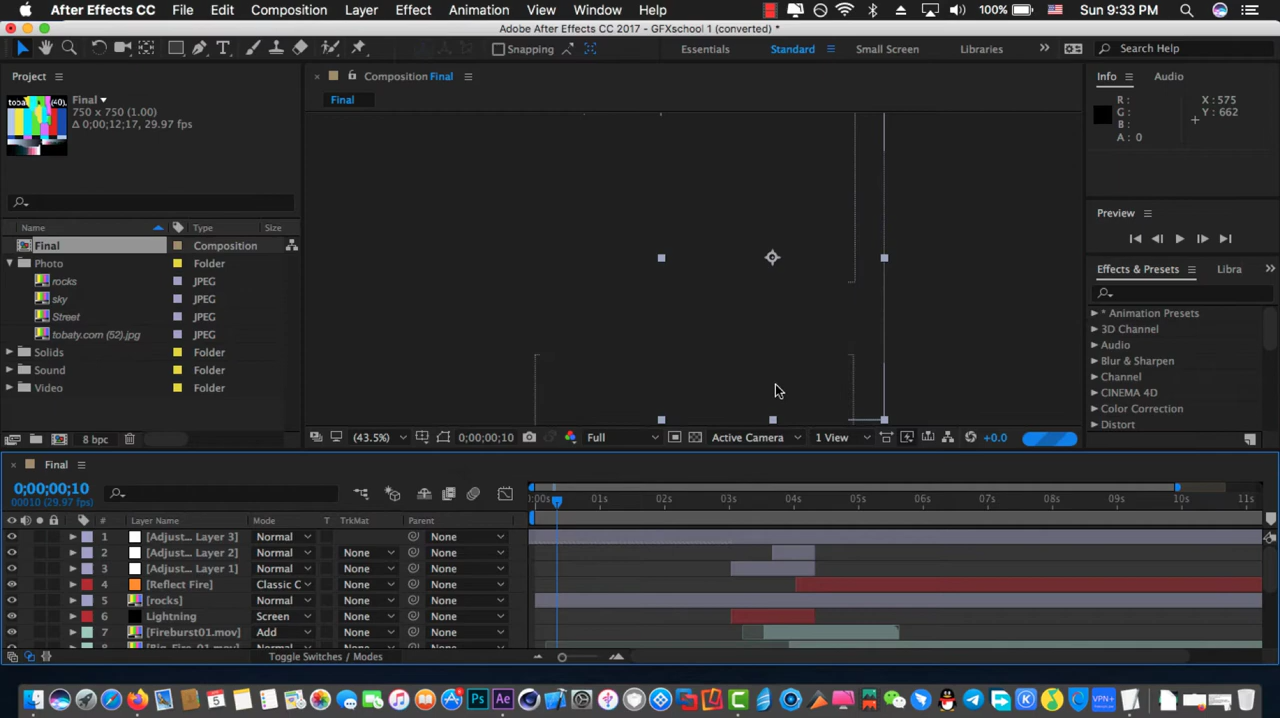 After Effects CC File Edit Composition Layer Effect Animation View Window Help 100% Sun 9:33 PM
Adobe After Effects CC 2017 - GFXschool 1 (converted) *
Snapping Essentials Standard Small Screen Libraries Search Help
Project
Composition Final
Info Audio
Final
750 x 750 (1.00)
Δ 0;00;12;17, 29.97 fps
Final
R :
G :
B :
A : 0
X : 575
Y : 662
Preview
Name Type Size
Final Composition
Photo Folder
rocks JPEG
sky JPEG
Street JPEG
tobaty.com (52).jpg JPEG
Solids Folder
Sound Folder
Video Folder
Effects & Presets Libra
* Animation Presets
3D Channel
Audio
Blur & Sharpen
Channel
CINEMA 4D
Color Correction
Distort
8 bpc
(43.5%) 0;00;00;10 Full Active Camera 1 View +0.0
Final
0;00;00;10
00010 (29.97 fps)
0:00s 01s 02s 03s 04s 05s 06s 07s 08s 09s 10s 11s
# Layer Name Mode T TrkMat Parent
1 [Adjust... Layer 3] Normal None
2 [Adjust... Layer 2] Normal None None
3 [Adjust... Layer 1] Normal None None
4 [Reflect Fire] Classic C None None
5 [rocks] Normal None None
6 Lightning Screen None None
7 [Fireburst01.mov] Add None None
Toggle Switches / Modes